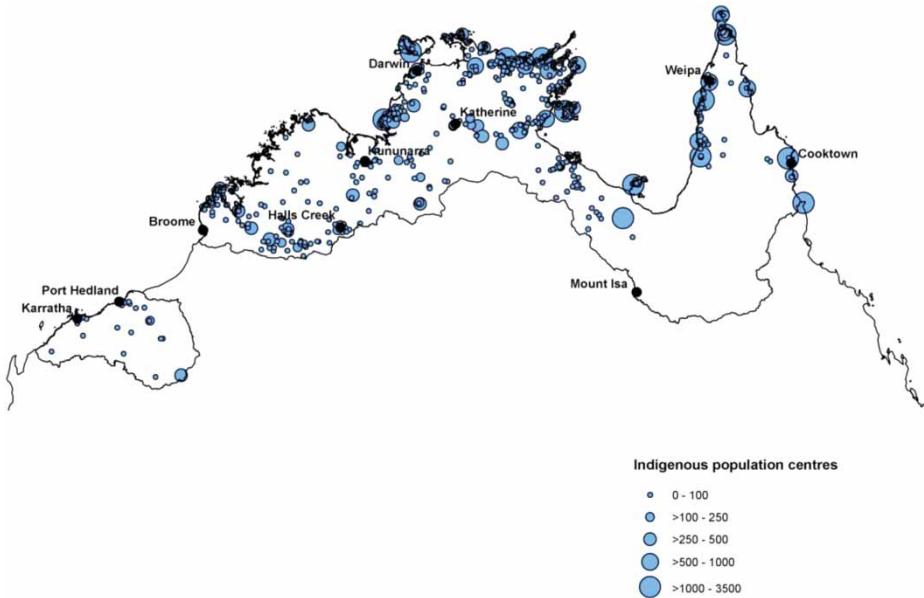 Darwin
Weipa
Katherine
Kununarra
Cooktown
Halls Creek
Broome
Mount Isa
Port Hedland
Karratha
Indigenous population centres
0 - 100
>100 - 250
>250 - 500
>500 - 1000
>1000 - 3500